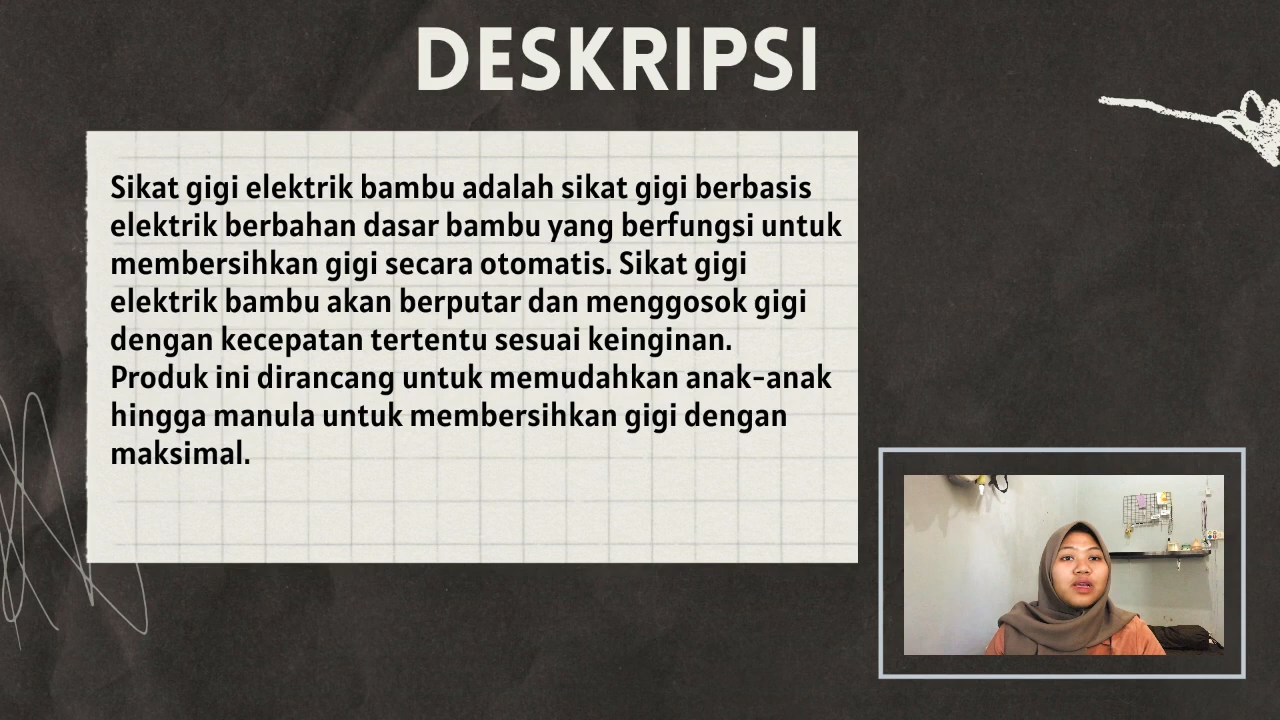 DESKRIPSI
Sikat gigi elektrik bambu adalah sikat gigi berbasis
elektrik berbahan dasar bambu yang berfungsi untuk
membersihkan gigi secara otomatis. Sikat gigi
elektrik bambu akan berputar dan menggosok gigi
dengan kecepatan tertentu sesuai keinginan.
Produk ini dirancang untuk memudahkan anak-anak
hingga manula untuk membersihkan gigi dengan
maksimal.